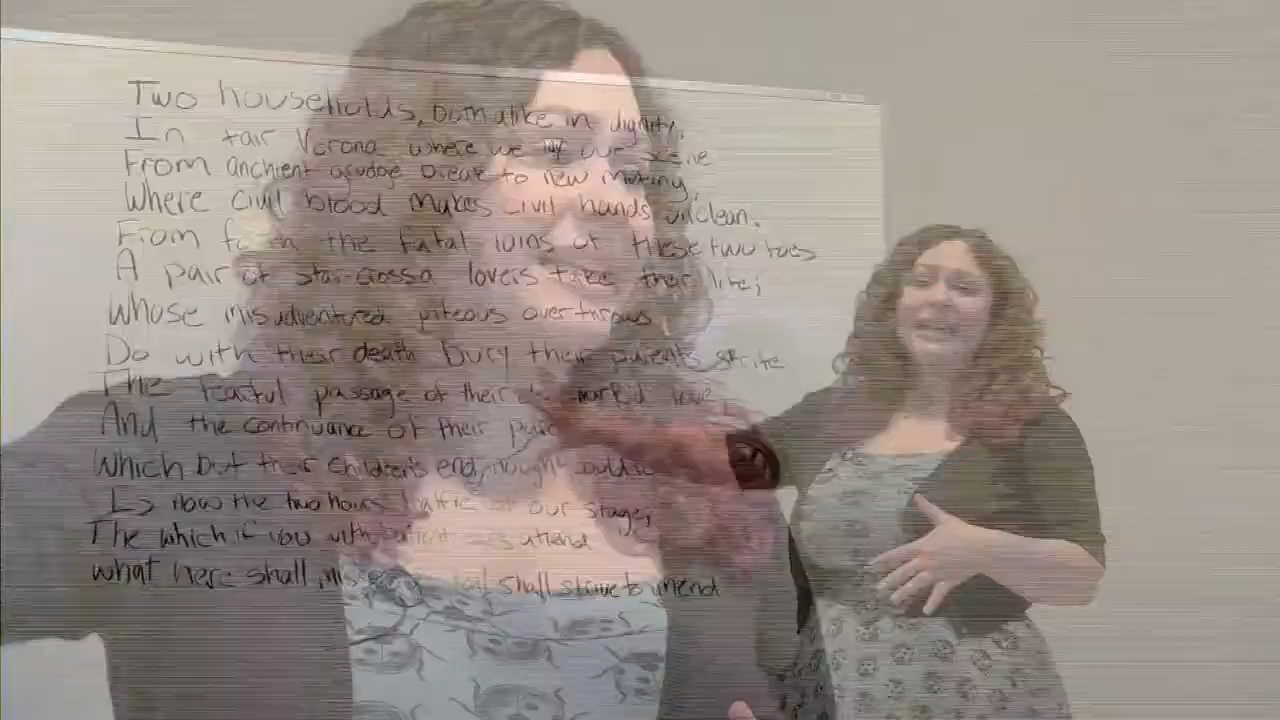 Two households, both alike in dignity,
In fair Verona where we lay our scene
From anchient grudge break to new mutiny,
Where civil blood makes civil hands unclean.
From forth the fatal loins of these two foes
A pair of star-cross'd lovers take their life;
Whose misadventured piteous overthrows
Do with their death bury their parents strife
The fearful passage of their mark'd love
And the continuance of their
Which but their children's end, nought could
Is now the two hours traffic of our stage;
The which if you with patient ears attend
what here shall miss shall strive to mend